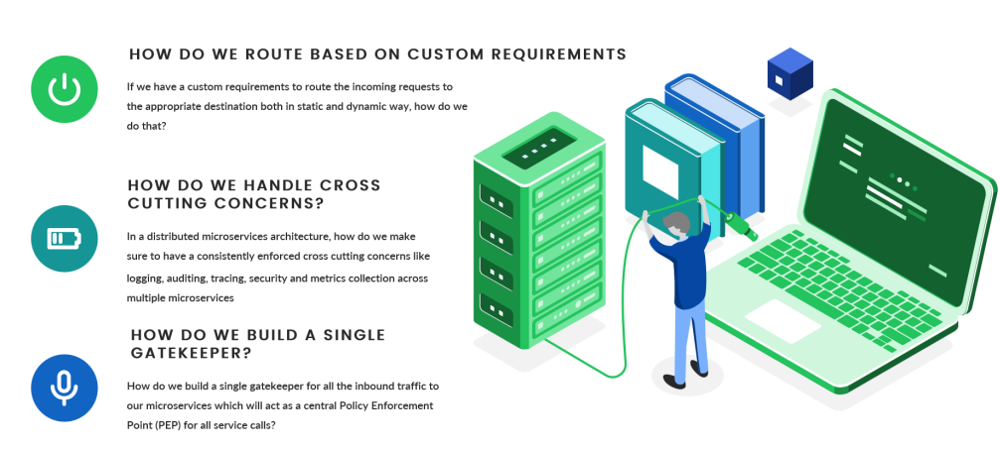 HOW DO WE ROUTE BASED ON CUSTOM REQUIREMENTS
If we have a custom requirements to route the incoming requests to
the appropriate destination both in static and dynamic way, how do we
do that?
HOW DO WE HANDLE CROSS
CUTTING CONCERNS?
In a distributed microservices architecture, how do we make
sure to have a consistently enforced cross cutting concerns like
logging, auditing, tracing, security and metrics collection across
multiple microservices
HOW DO WE BUILD A SINGLE
GATEKEEPER?
How do we build a single gatekeeper for all the inbound traffic to
our microservices which will act as a central Policy Enforcement
Point (PEP) for all service calls?